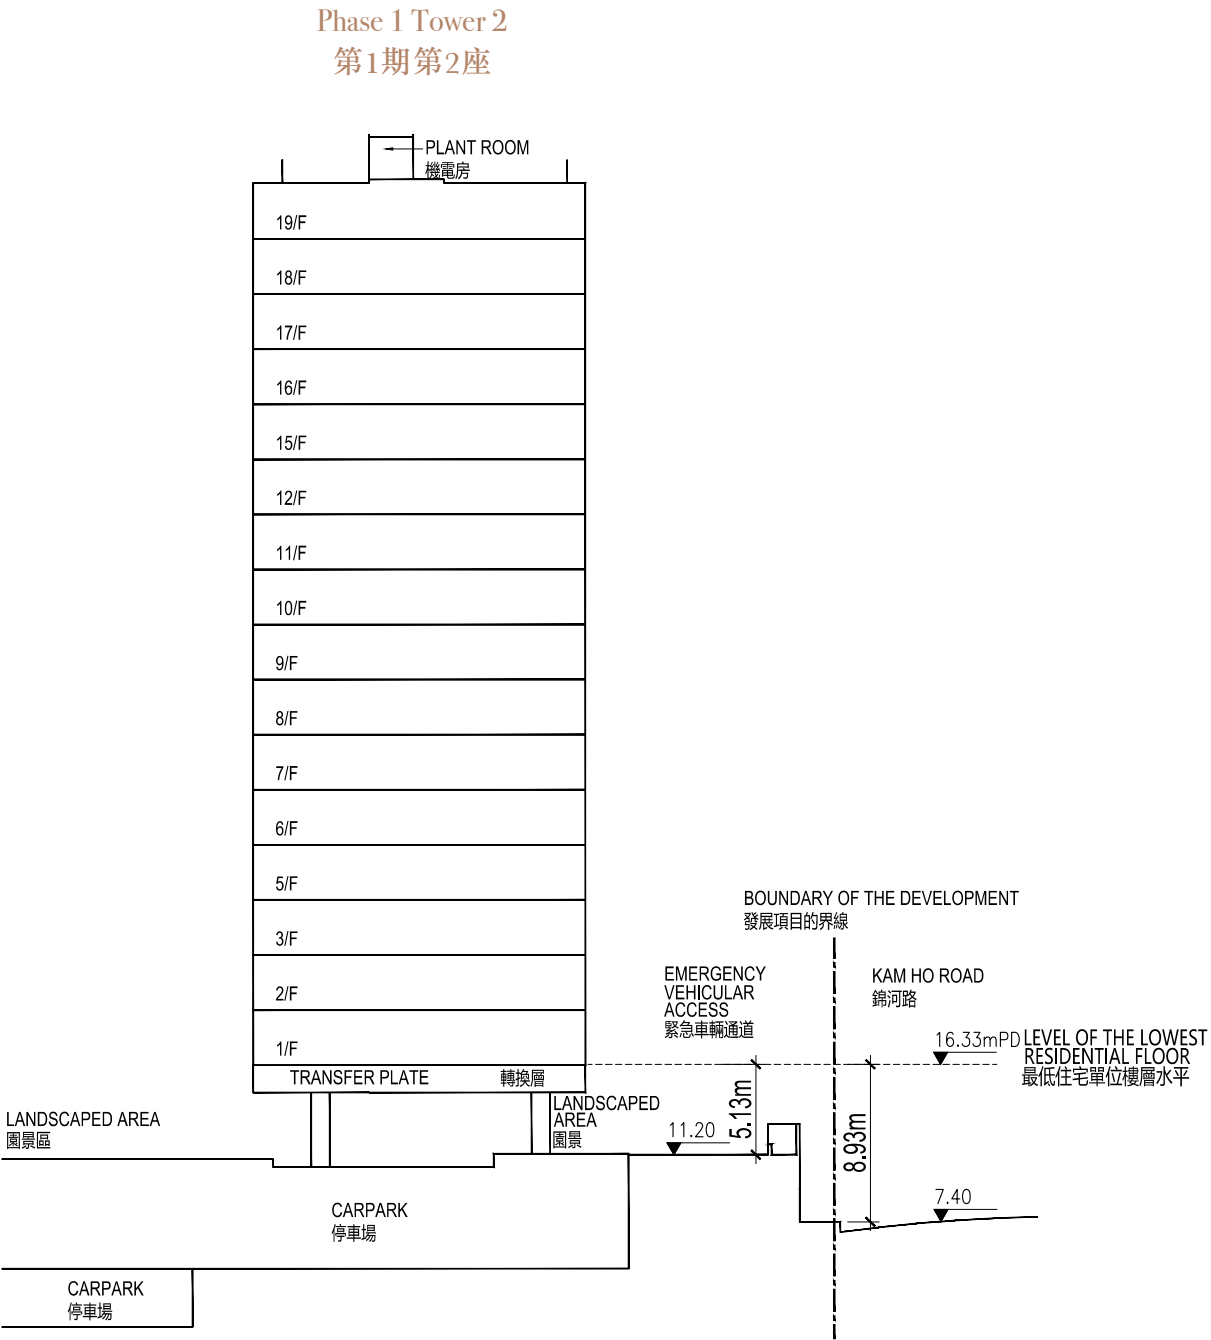 Phase 1 Tower 2
第1期第2座
PLANT ROOM
機電房
19/F
18/F
17/F
16/F
15/F
12/F
11/F
10/F
9/F
8/F
7/F
6/F
5/F
3/F
2/F
1/F
TRANSFER PLATE 轉換層
BOUNDARY OF THE DEVELOPMENT
發展項目的界線
EMERGENCY
VEHICULAR
ACCESS
緊急車輛通道
KAM HO ROAD
錦河路
16.33mPD
LEVEL OF THE LOWEST
RESIDENTIAL FLOOR
最低住宅單位樓層水平
LANDSCAPED AREA
園景區
LANDSCAPED
AREA
園景
11.20
5.13m
8.93m
7.40
CARPARK
停車場
CARPARK
停車場